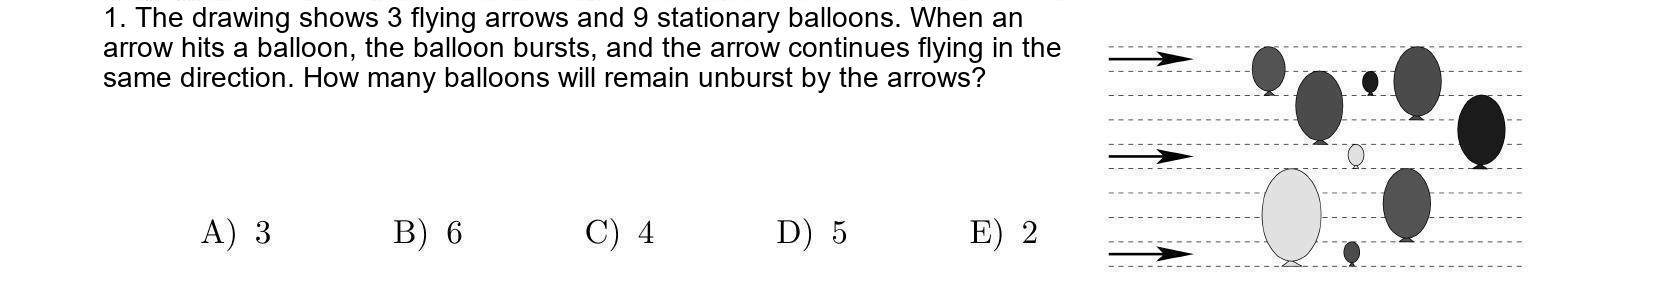 1. The drawing shows 3 flying arrows and 9 stationary balloons. When an
arrow hits a balloon, the balloon bursts, and the arrow continues flying in the
same direction. How many balloons will remain unburst by the arrows?
A) 3 B) 6 C) 4 D) 5 E) 2